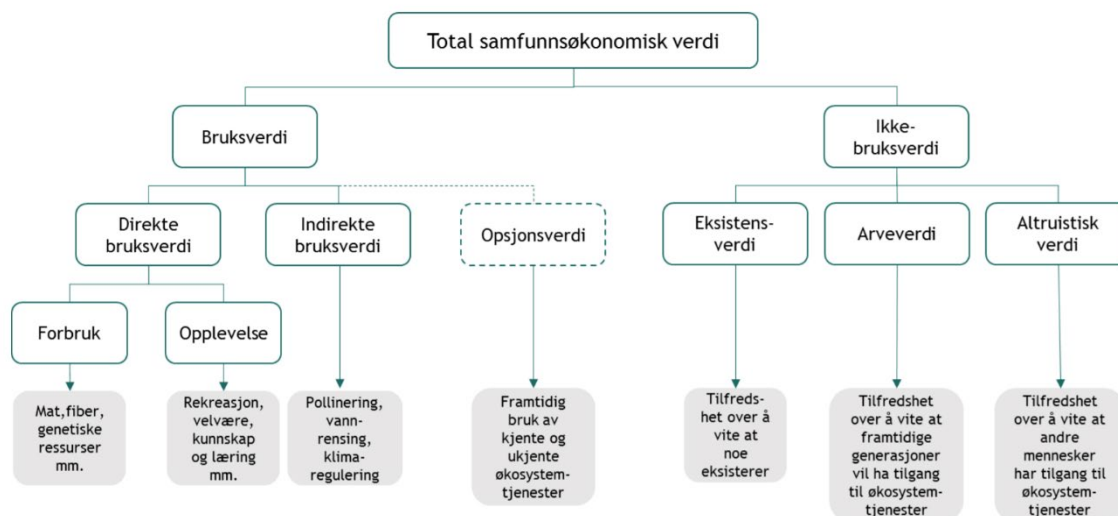 Total samfunnsøkonomisk verdi
Bruksverdi
Ikke-
bruksverdi
Direkte
bruksverdi
Indirekte
bruksverdi
Opsjonsverdi
Eksistens-
verdi
Arveverdi
Altruistisk
verdi
Forbruk
Opplevelse
Mat,fiber,
genetiske
ressurser
mm.
Rekreasjon,
velvære,
kunnskap
og læring
mm.
Pollinering,
vann-
rensing,
klima-
regulering
Framtidig
bruk av
kjente og
ukjente
økosystem-
tjenester
Tilfreds-
het over å
vite at
noe
eksisterer
Tilfredshet
over å vite at
framtidige
generasjoner
vil ha tilgang
til økosystem-
tjenester
Tilfredshet
over å vite at
andre
mennesker
har tilgang til
økosystem-
tjenester